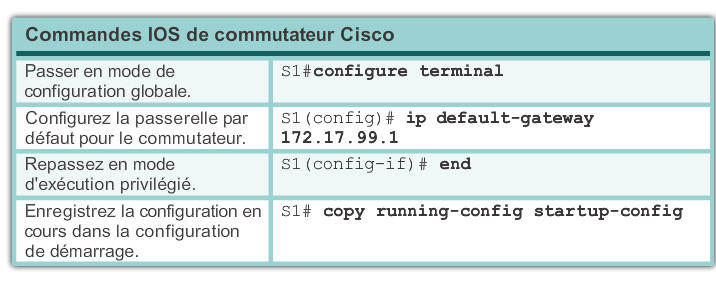 Commandes IOS de commutateur Cisco
Passer en mode de
configuration globale.
S1#configure terminal
Configurez la passerelle par
défaut pour le commutateur.
S1(config)# ip default-gateway
172.17.99.1
Repassez en mode
d'exécution privilégié.
S1(config-if)# end
Enregistrez la configuration en
cours dans la configuration
de démarrage.
S1# copy running-config startup-config